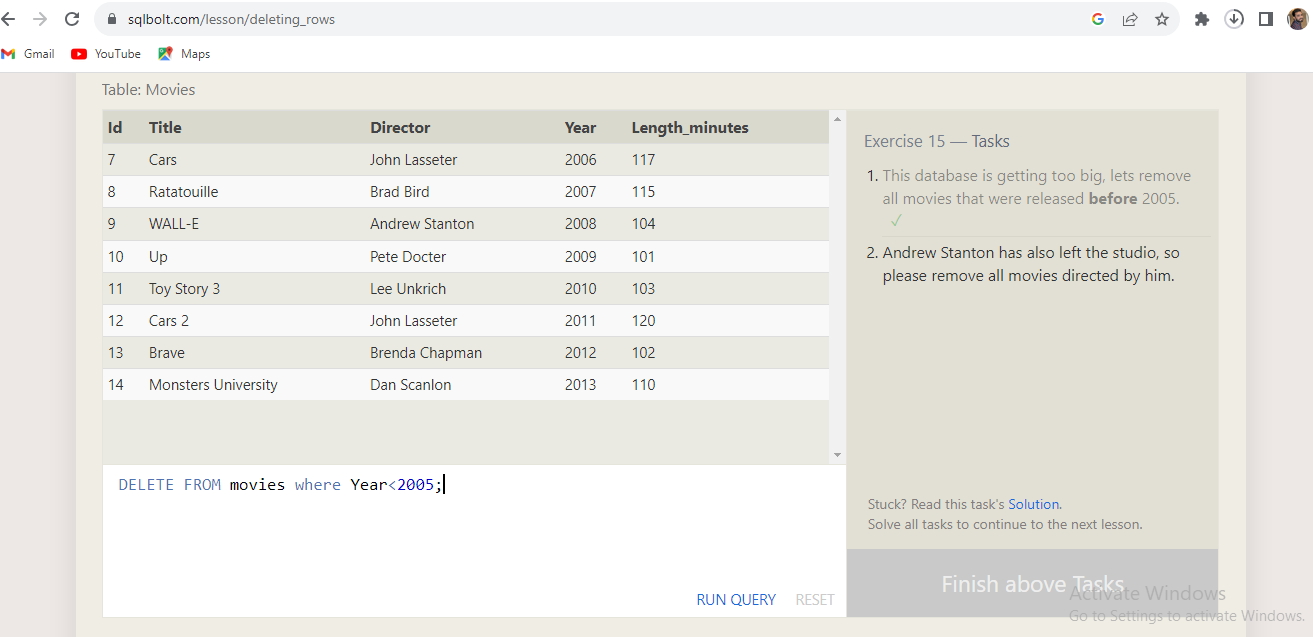 sqlbolt.com/lesson/deleting_rows
Gmail YouTube Maps
Table: Movies
Id Title Director Year Length_minutes
7 Cars John Lasseter 2006 117
8 Ratatouille Brad Bird 2007 115
9 WALL-E Andrew Stanton 2008 104
10 Up Pete Docter 2009 101
11 Toy Story 3 Lee Unkrich 2010 103
12 Cars 2 John Lasseter 2011 120
13 Brave Brenda Chapman 2012 102
14 Monsters University Dan Scanlon 2013 110
DELETE FROM movies where Year<2005;
RUN QUERY RESET
Exercise 15 — Tasks
1. This database is getting too big, lets remove
all movies that were released before 2005.
✓
2. Andrew Stanton has also left the studio, so
please remove all movies directed by him.
Stuck? Read this task's Solution.
Solve all tasks to continue to the next lesson.
Finish above Tasks
Activate Windows
Go to Settings to activate Windows.